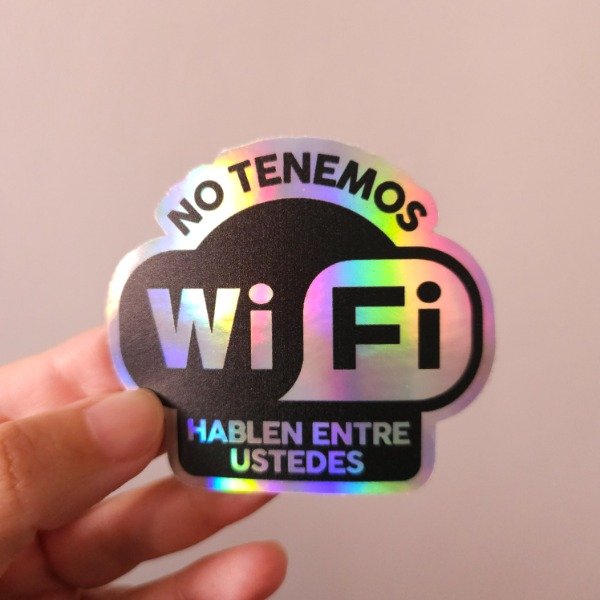 NO TENEMOS
WiFi
HABLEN ENTRE
USTEDES